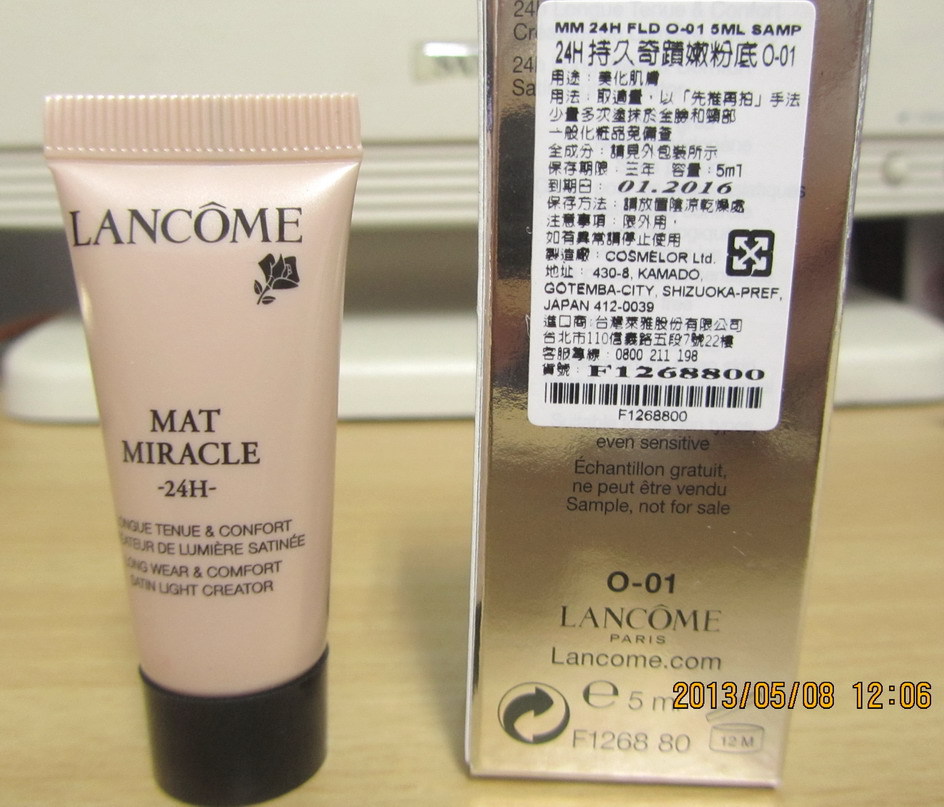 LANCÔME
MAT
MIRACLE
-24H-
TENUE & CONFORT
DE LUMIÈRE SATINÉE
WEAR & COMFORT
SATIN LIGHT CREATOR
MM 24H FLD O-01 5ML SAMP
24H 持久奇蹟嫩粉底 O-01
用途：美化肌膚
用法：取適量，以「先推再拍」手法
少量多次塗抹於全臉和頸部
一般化粧品免備查
全成分：請見外包裝所示
保存期限：三年 容量：5ml
到期日：01.2016
保存方法：請放置陰涼乾燥處
注意事項：限外用，
如有異常請停止使用
製造廠：COSMELOR Ltd.
地址：430-8, KAMADO,
GOTEMBA-CITY, SHIZUOKA-PREF,
JAPAN 412-0039
進口商：台灣萊雅股份有限公司
台北市110信義路五段7號22樓
客服專線：0800 211 198
貨號：F1268800
F1268800
even sensitive
Échantillon gratuit,
ne peut être vendu
Sample, not for sale
O-01
LANCÔME
PARIS
Lancome.com
e 5 m
F1268 80
12 M
2013/05/08 12:06